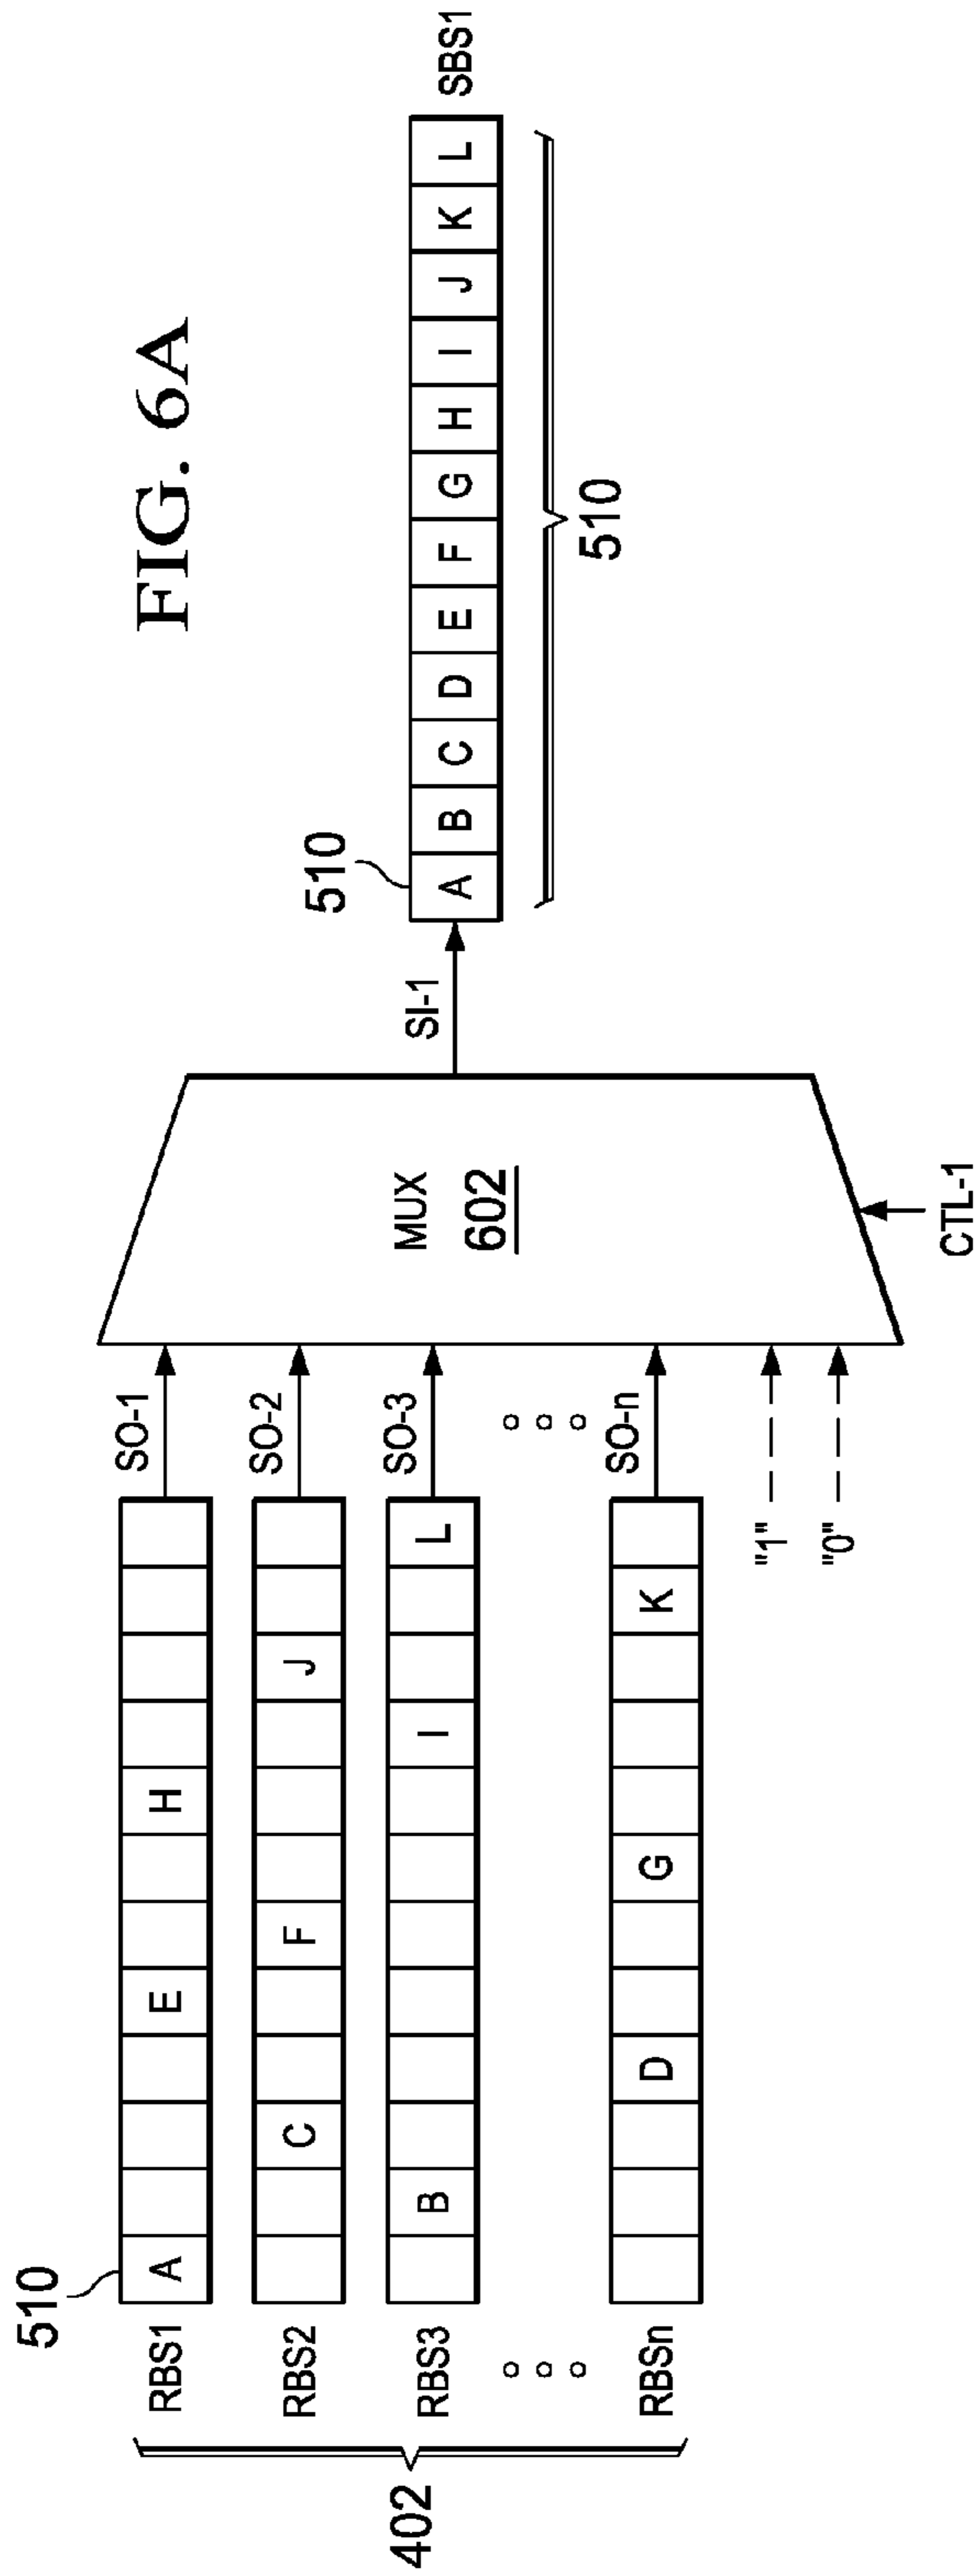 FIG. 6A
510
RBS1 A E H SO-1
RBS2 C F J SO-2
RBS3 B I L SO-3
RBSn D G K SO-n
402
"1"
"0"
MUX
602
CTL-1
SI-1
510
A B C D E F G H I J K L SBS1
510